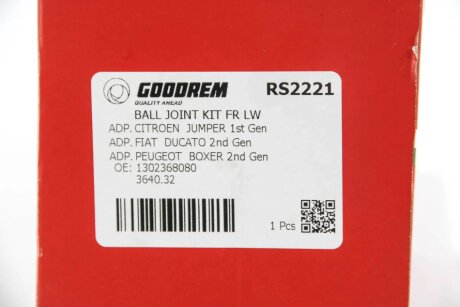 GOODREM RS2221
QUALITY AHEAD
BALL JOINT KIT FR LW
ADP. CITROEN JUMPER 1st Gen
ADP. FIAT DUCATO 2nd Gen
ADP. PEUGEOT BOXER 2nd Gen
OE: 1302368080
3640.32
1 Pcs